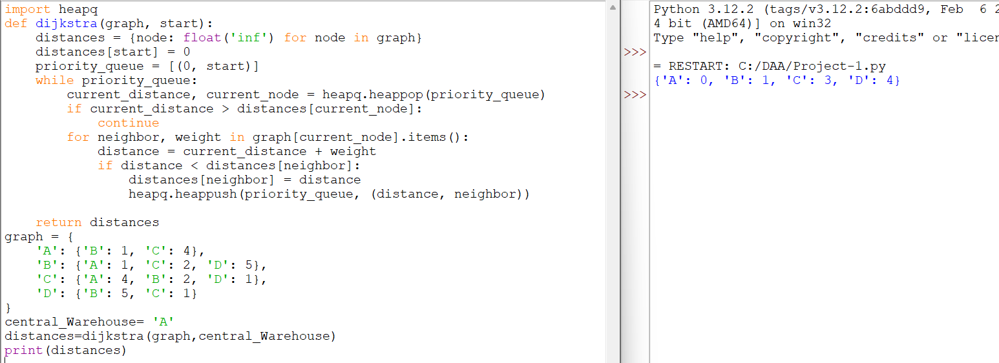 import heapq
def dijkstra(graph, start):
    distances = {node: float('inf') for node in graph}
    distances[start] = 0
    priority_queue = [(0, start)]
    while priority_queue:
        current_distance, current_node = heapq.heappop(priority_queue)
        if current_distance > distances[current_node]:
            continue
        for neighbor, weight in graph[current_node].items():
            distance = current_distance + weight
            if distance < distances[neighbor]:
                distances[neighbor] = distance
                heapq.heappush(priority_queue, (distance, neighbor))

    return distances
graph = {
    'A': {'B': 1, 'C': 4},
    'B': {'A': 1, 'C': 2, 'D': 5},
    'C': {'A': 4, 'B': 2, 'D': 1},
    'D': {'B': 5, 'C': 1}
}
central_Warehouse= 'A'
distances=dijkstra(graph,central_Warehouse)
print(distances)
Python 3.12.2 (tags/v3.12.2:6abddd9, Feb  6 2
4 bit (AMD64)] on win32
Type "help", "copyright", "credits" or "licen
>>>
= RESTART: C:/DAA/Project-1.py
{'A': 0, 'B': 1, 'C': 3, 'D': 4}
>>>